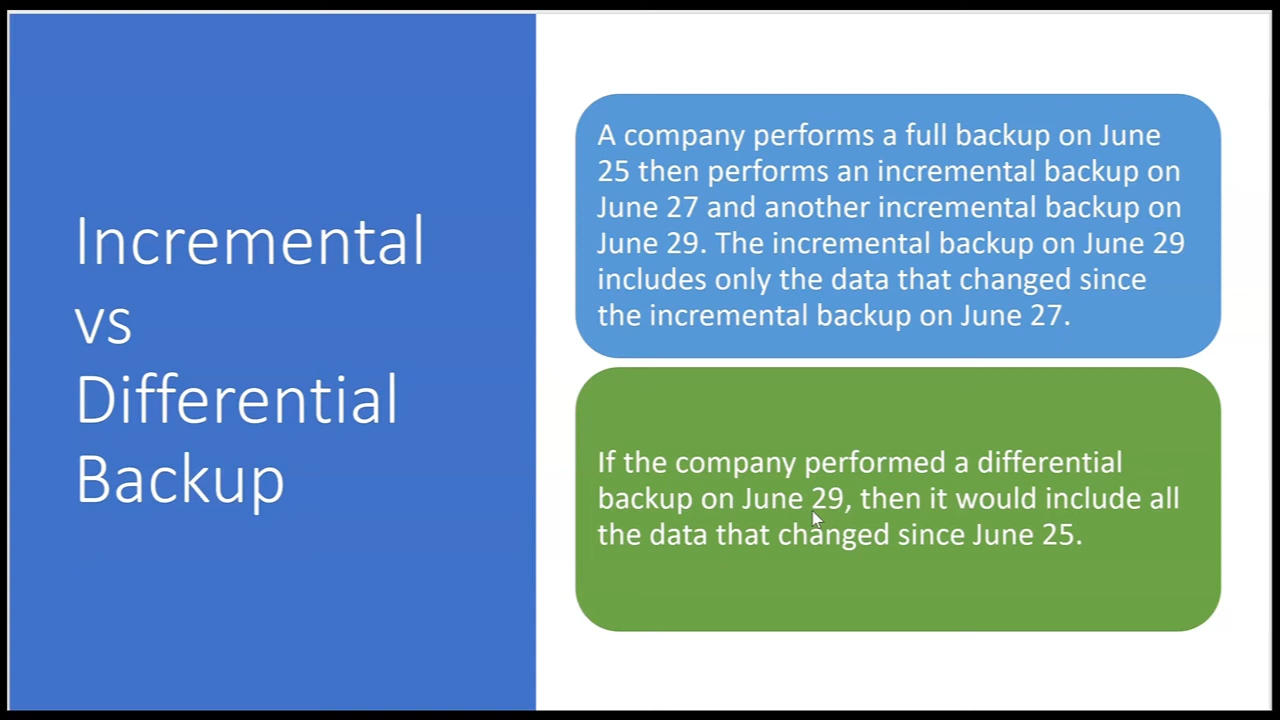 Incremental
vs
Differential
Backup
A company performs a full backup on June
25 then performs an incremental backup on
June 27 and another incremental backup on
June 29. The incremental backup on June 29
includes only the data that changed since
the incremental backup on June 27.
If the company performed a differential
backup on June 29, then it would include all
the data that changed since June 25.